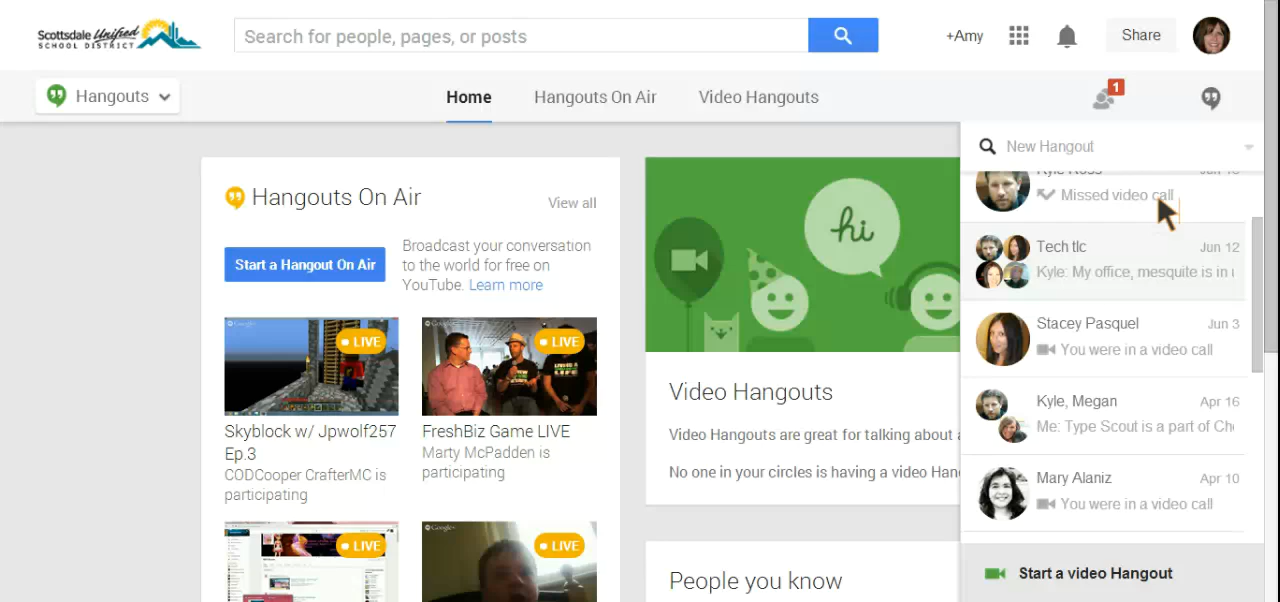 Scottsdale Unified
SCHOOL DISTRICT
Search for people, pages, or posts
+Amy
Share
Hangouts
Home
Hangouts On Air
Video Hangouts
1
New Hangout
Hangouts On Air
View all
Start a Hangout On Air
Broadcast your conversation
to the world for free on
YouTube. Learn more
LIVE
Skyblock w/ Jpwolf257
Ep.3
CODCooper CrafterMC is
participating
LIVE
FreshBiz Game LIVE
Marty McPadden is
participating
LIVE
LIVE
hi
Video Hangouts
Video Hangouts are great for talking about
No one in your circles is having a video Han
People you know
Missed video call
Tech tlc
Jun 12
Kyle: My office, mesquite is in
Stacey Pasquel
Jun 3
You were in a video call
Kyle, Megan
Apr 16
Me: Type Scout is a part of Ch
Mary Alaniz
Apr 10
You were in a video call
Start a video Hangout